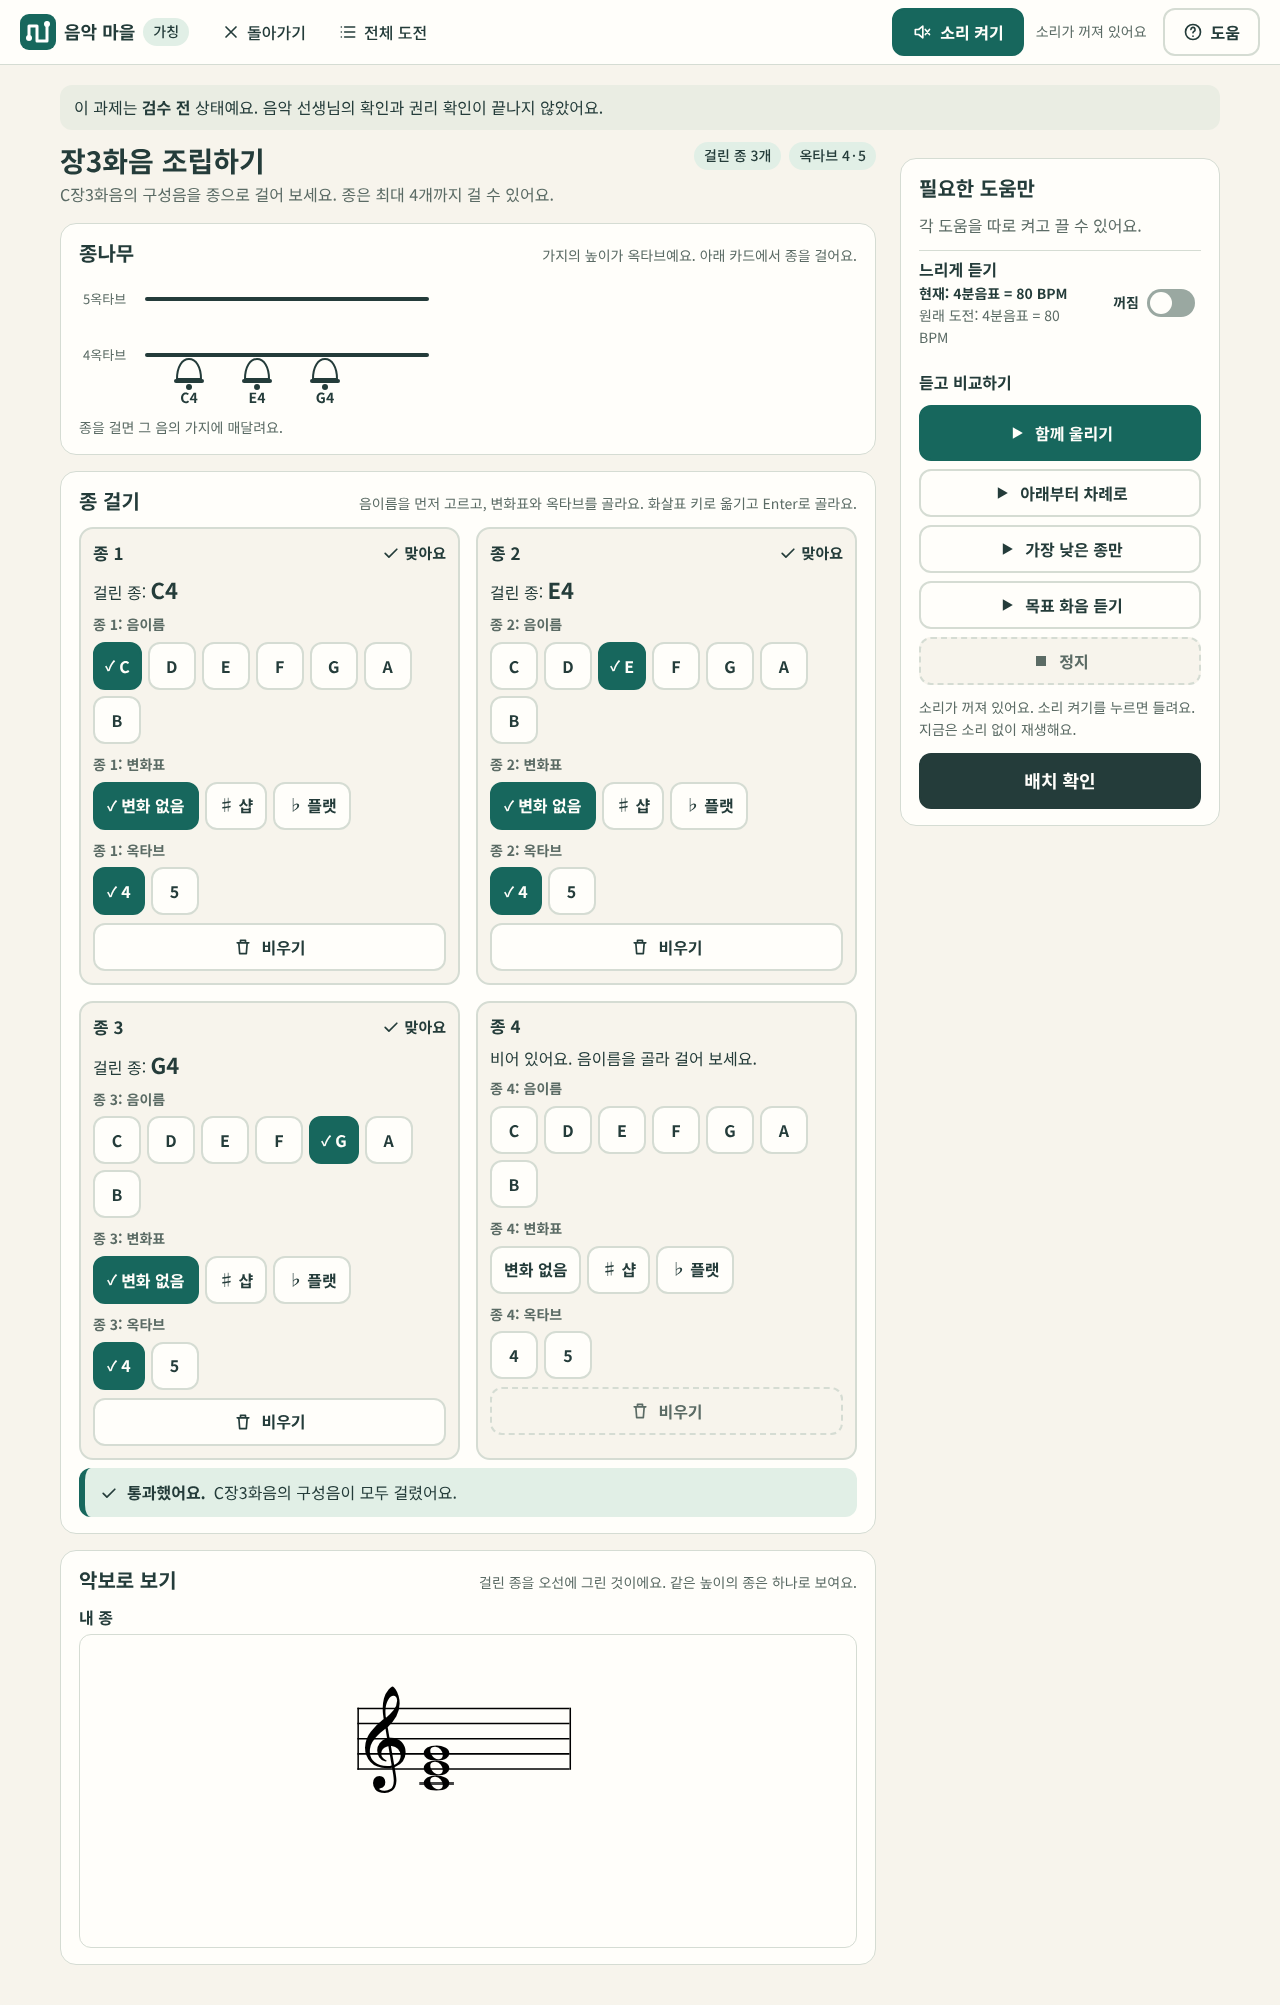 음악 마을 가칭 돌아가기 전체 도전 소리 켜기 소리가 꺼져 있어요 도움
이 과제는 검수 전 상태예요. 음악 선생님의 확인과 권리 확인이 끝나지 않았어요.
장3화음 조립하기 걸린 종 3개 옥타브 4·5
C장3화음의 구성음을 종으로 걸어 보세요. 종은 최대 4개까지 걸 수 있어요.
종나무 가지의 높이가 옥타브예요. 아래 카드에서 종을 걸어요.
5옥타브
4옥타브
C4 E4 G4
종을 걸면 그 음의 가지에 매달려요.
종 걸기 음이름을 먼저 고르고, 변화표와 옥타브를 골라요. 화살표 키로 옮기고 Enter로 골라요.
종 1 ✓ 맞아요
걸린 종: C4
종 1: 음이름
✓ C D E F G A
B
종 1: 변화표
✓ 변화 없음 ♯ 샵 ♭ 플랫
종 1: 옥타브
✓ 4 5
비우기
종 2 ✓ 맞아요
걸린 종: E4
종 2: 음이름
C D ✓ E F G A
B
종 2: 변화표
✓ 변화 없음 ♯ 샵 ♭ 플랫
종 2: 옥타브
✓ 4 5
비우기
종 3 ✓ 맞아요
걸린 종: G4
종 3: 음이름
C D E F ✓ G A
B
종 3: 변화표
✓ 변화 없음 ♯ 샵 ♭ 플랫
종 3: 옥타브
✓ 4 5
비우기
종 4
비어 있어요. 음이름을 골라 걸어 보세요.
종 4: 음이름
C D E F G A
B
종 4: 변화표
변화 없음 ♯ 샵 ♭ 플랫
종 4: 옥타브
4 5
비우기
✓ 통과했어요. C장3화음의 구성음이 모두 걸렸어요.
악보로 보기 걸린 종을 오선에 그린 것이에요. 같은 높이의 종은 하나로 보여요.
내 종
필요한 도움만
각 도움을 따로 켜고 끌 수 있어요.
느리게 듣기
현재: 4분음표 = 80 BPM 꺼짐
원래 도전: 4분음표 = 80
BPM
듣고 비교하기
함께 울리기
아래부터 차례로
가장 낮은 종만
목표 화음 듣기
정지
소리가 꺼져 있어요. 소리 켜기를 누르면 들려요.
지금은 소리 없이 재생해요.
배치 확인